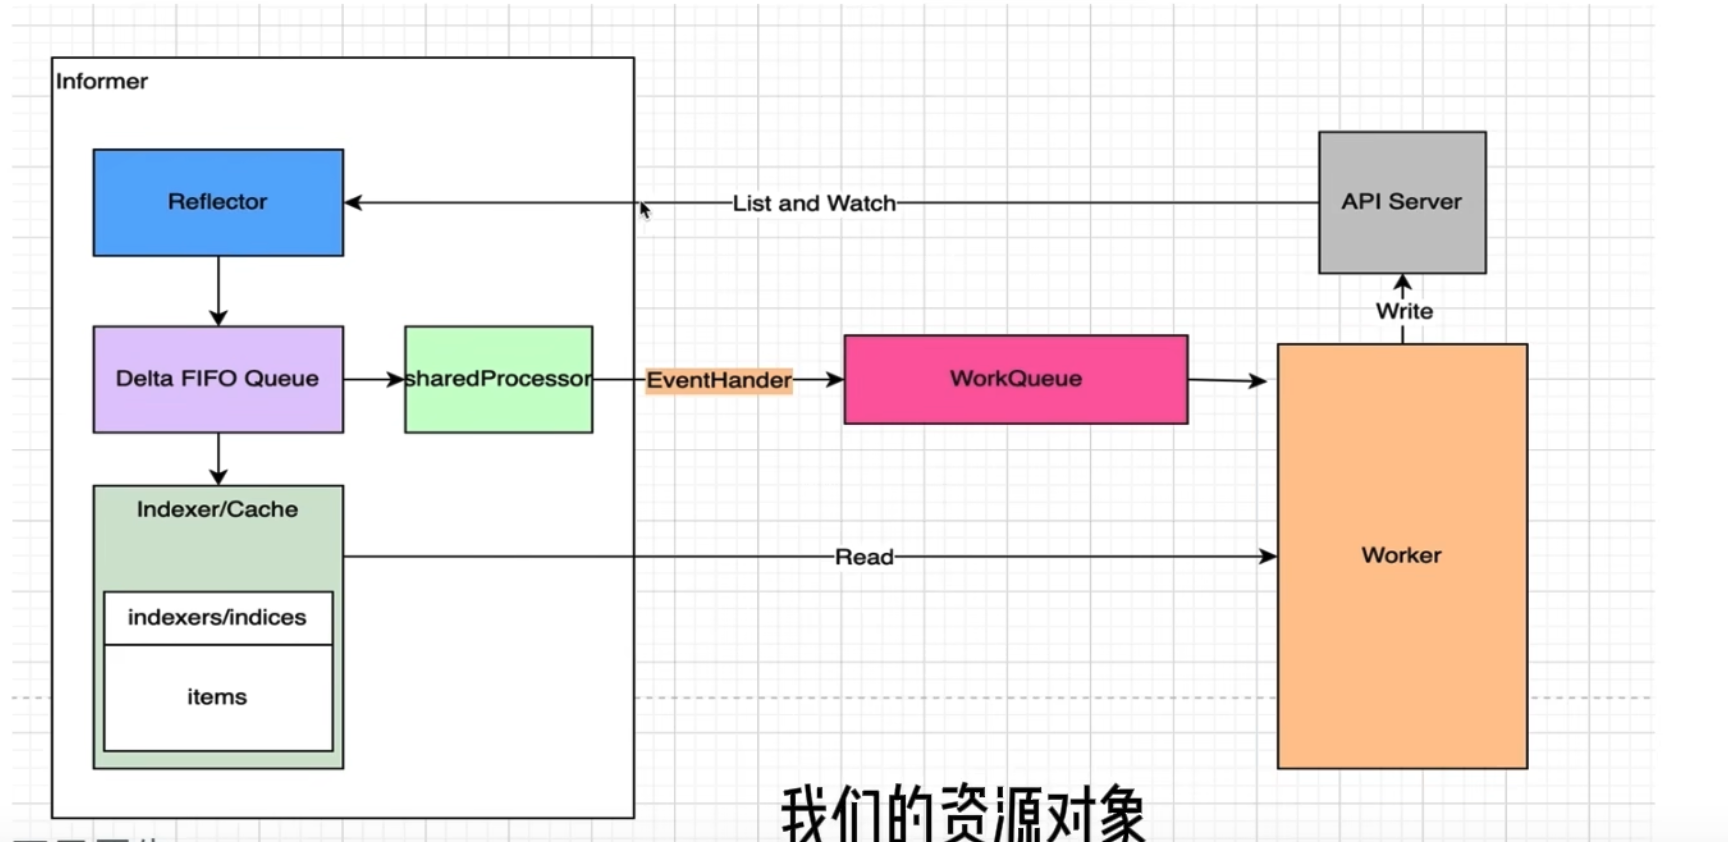 Informer
Reflector
List and Watch
API Server
Write
Delta FIFO Queue
sharedProcessor
EventHander
WorkQueue
Indexer/Cache
Read
Worker
indexers/indices
items
我们的资源对象